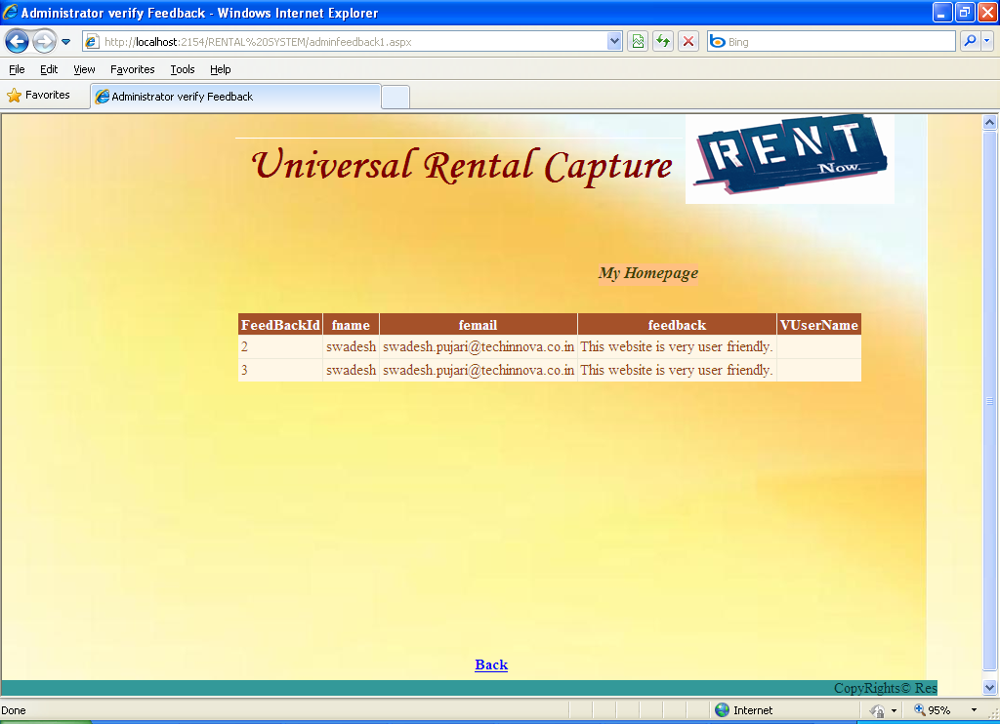 Administrator verify Feedback - Windows Internet Explorer
http://localhost:2154/RENTAL%20SYSTEM/adminfeedback1.aspx
Bing
File Edit View Favorites Tools Help
Favorites
Administrator verify Feedback
Universal Rental Capture
RENT
Now.
My Homepage
FeedBackId fname femail feedback VUserName
2 swadesh swadesh.pujari@techinnova.co.in This website is very user friendly.
3 swadesh swadesh.pujari@techinnova.co.in This website is very user friendly.
Back
CopyRights© Res
Done
Internet
95%